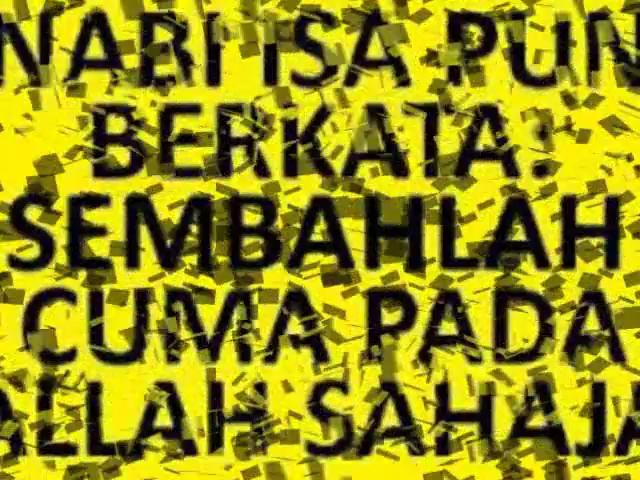 NABI ISA PUN
BERKATA:
SEMBAHLAH
CUMA PADA
ALLAH SAHAJA